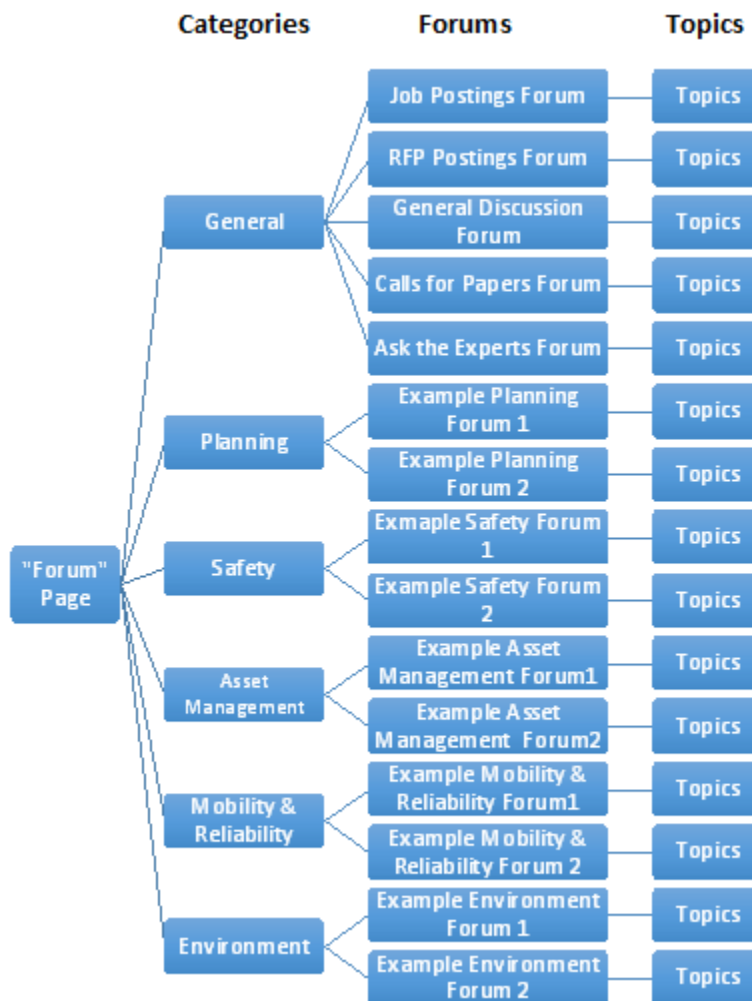 Categories Forums Topics
Job Postings Forum Topics
RFP Postings Forum Topics
General
General Discussion
Forum
Topics
Calls for Papers Forum Topics
Ask the Experts Forum Topics
Planning
Example Planning
Forum 1
Topics
Example Planning
Forum 2
Topics
"Forum"
Page
Safety
Exmaple Safety Forum
1
Topics
Example Safety Forum
2
Topics
Asset
Management
Example Asset
Management Forum1
Topics
Example Asset
Management Forum2
Topics
Mobility &
Reliability
Example Mobility &
Reliability Forum1
Topics
Example Mobility &
Reliability Forum 2
Topics
Environment
Example Environment
Forum 1
Topics
Example Environment
Forum 2
Topics